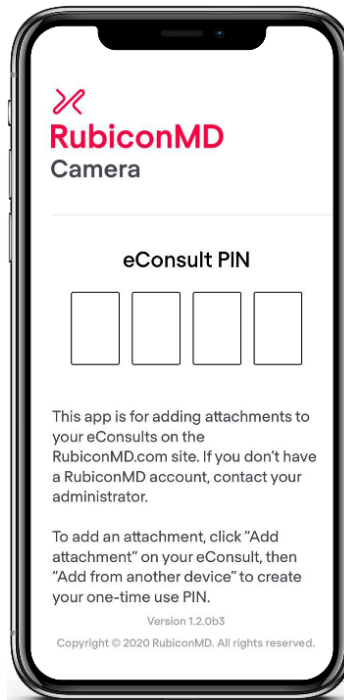 RubiconMD
Camera
eConsult PIN
This app is for adding attachments to
your eConsults on the
RubiconMD.com site. If you don't have
a RubiconMD account, contact your
administrator.
To add an attachment, click "Add
attachment" on your eConsult, then
"Add from another device" to create
your one-time use PIN.
Version 1.2.0b3
Copyright © 2020 RubiconMD. All rights reserved.